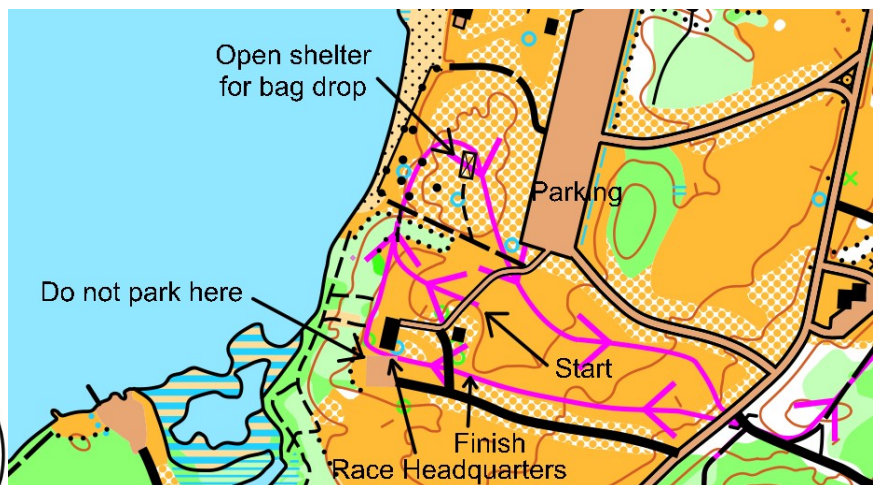 Open shelter
for bag drop
Parking
Do not park here
Start
Finish
Race Headquarters